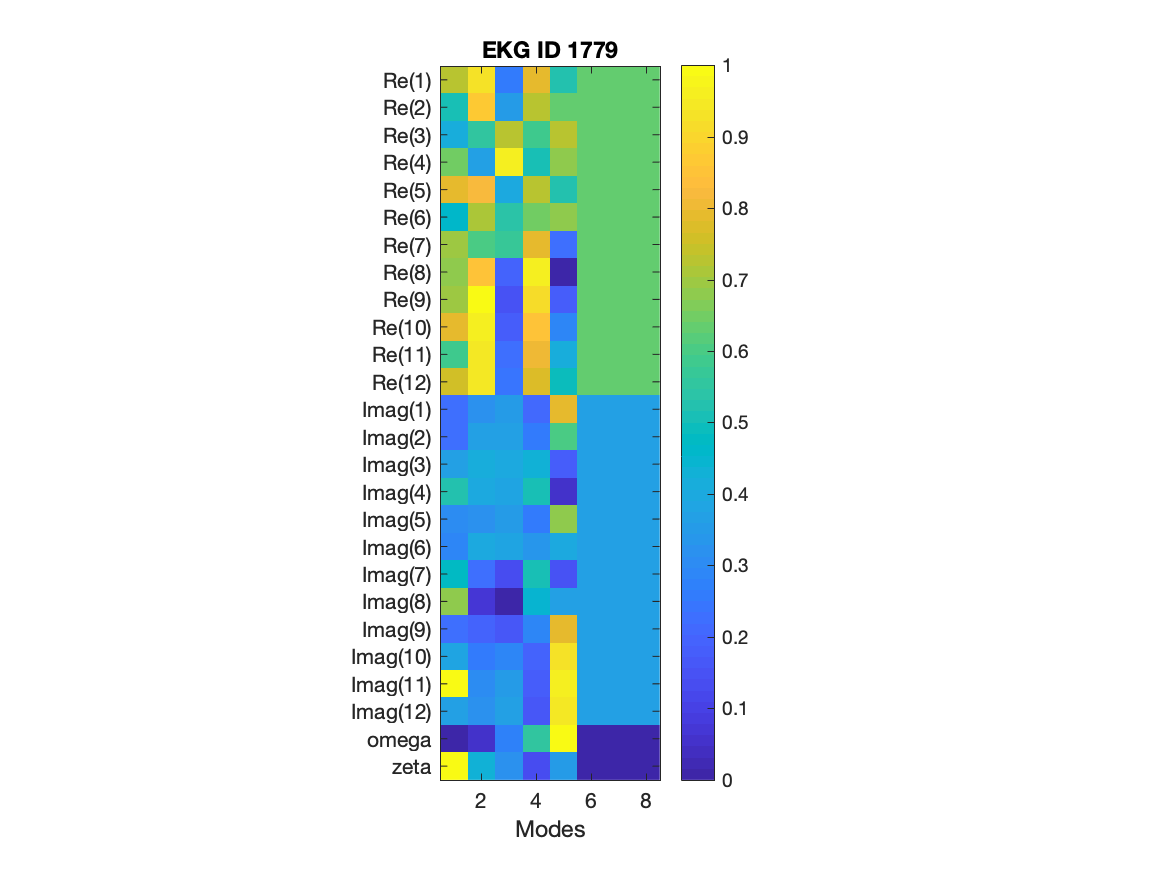 EKG ID 1779
Re(1)
Re(2)
Re(3)
Re(4)
Re(5)
Re(6)
Re(7)
Re(8)
Re(9)
Re(10)
Re(11)
Re(12)
Imag(1)
Imag(2)
Imag(3)
Imag(4)
Imag(5)
Imag(6)
Imag(7)
Imag(8)
Imag(9)
Imag(10)
Imag(11)
Imag(12)
omega
zeta
2 4 6 8
Modes
1
0.9
0.8
0.7
0.6
0.5
0.4
0.3
0.2
0.1
0